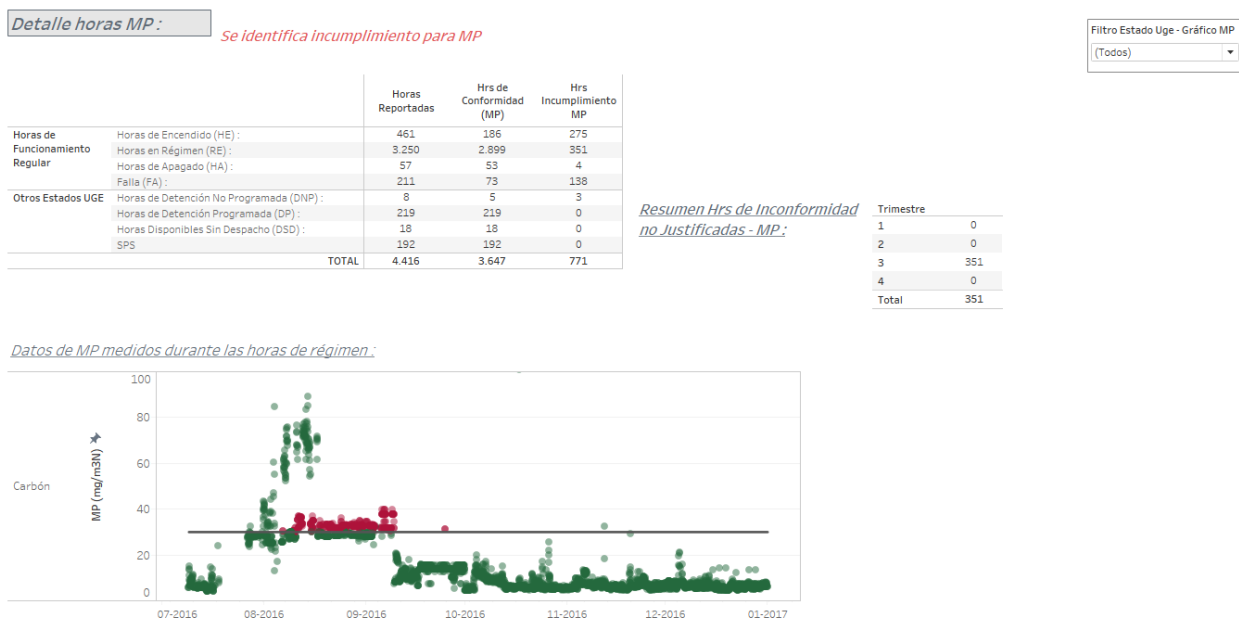 Detalle horas MP :
Se identifica incumplimiento para MP
Filtro Estado Uge - Gráfico MP
(Todos)
Horas Reportadas
Hrs de Conformidad (MP)
Hrs Incumplimiento MP
Horas de Funcionamiento Regular
Horas de Encendido (HE) : 461 186 275
Horas en Régimen (RE) : 3.250 2.899 351
Horas de Apagado (HA) : 57 53 4
Falla (FA) : 211 73 138
Otros Estados UGE
Horas de Detención No Programada (DNP) : 8 5 3
Horas de Detención Programada (DP) : 219 219 0
Horas Disponibles Sin Despacho (DSD) : 18 18 0
SPS 192 192 0
TOTAL 4.416 3.647 771
Resumen Hrs de Inconformidad
no Justificadas - MP :
Trimestre
1 0
2 0
3 351
4 0
Total 351
Datos de MP medidos durante las horas de régimen :
Carbón
MP (mg/m3N)
100
80
60
40
20
0
07-2016 08-2016 09-2016 10-2016 11-2016 12-2016 01-2017